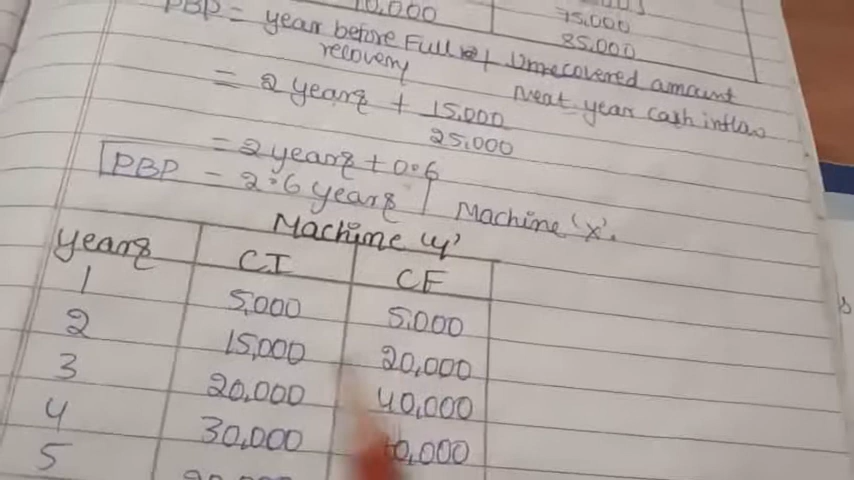 10,000 75,000
85,000
PBP = year before Full + Unrecovered amount
recovery Next year cash inflow
= 2 years + 15,000
25,000
= 2 years + 0.6
PBP = 2.6 years Machine 'X'.
Machine 'Y'
years CI CF
1 5,000 5,000
2 15,000 20,000
3 20,000 40,000
4 30,000 0,000
5